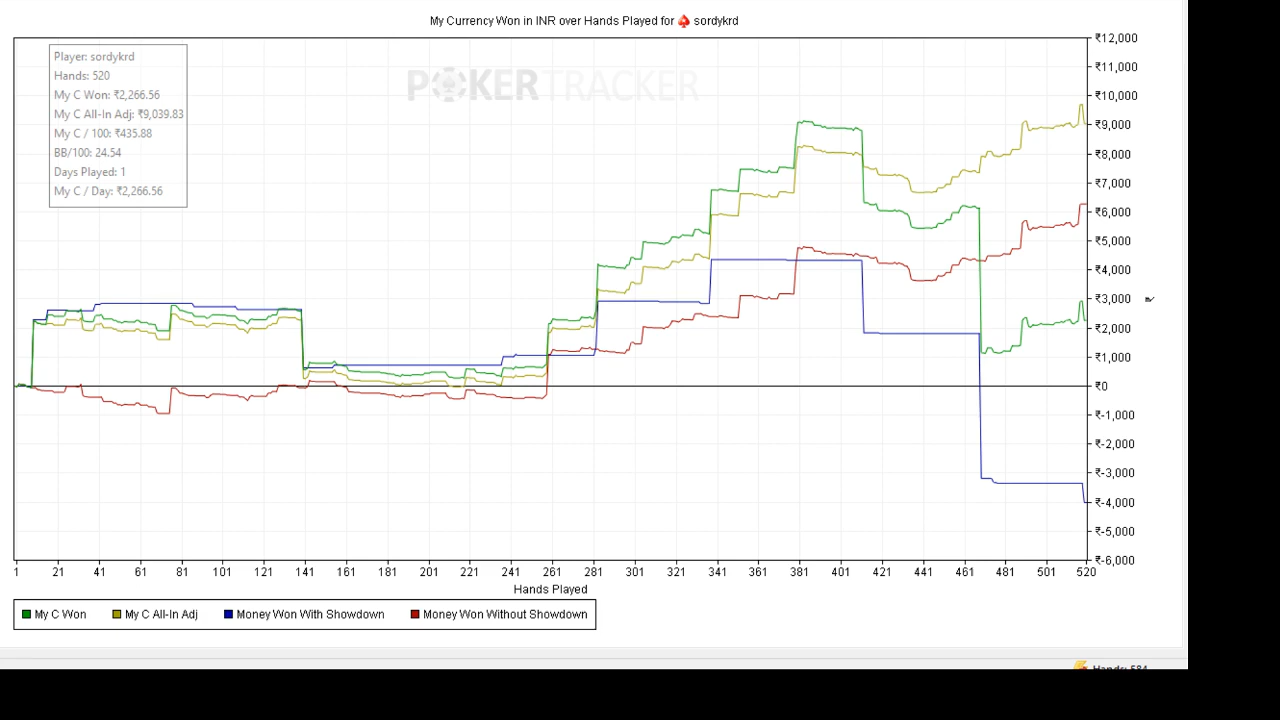 My Currency Won in INR over Hands Played for sordykrd
POKERTRACKER
Player: sordykrd
Hands: 520
My C Won: ₹2,266.56
My C All-In Adj: ₹9,039.83
My C / 100: ₹435.88
BB/100: 24.54
Days Played: 1
My C / Day: ₹2,266.56
₹12,000
₹11,000
₹10,000
₹9,000
₹8,000
₹7,000
₹6,000
₹5,000
₹4,000
₹3,000
₹2,000
₹1,000
₹0
₹-1,000
₹-2,000
₹-3,000
₹-4,000
₹-5,000
₹-6,000
₹
1 21 41 61 81 101 121 141 161 181 201 221 241 261 281 301 321 341 361 381 401 421 441 461 481 501 520
Hands Played
My C Won My C All-In Adj Money Won With Showdown Money Won Without Showdown
Hands: 584